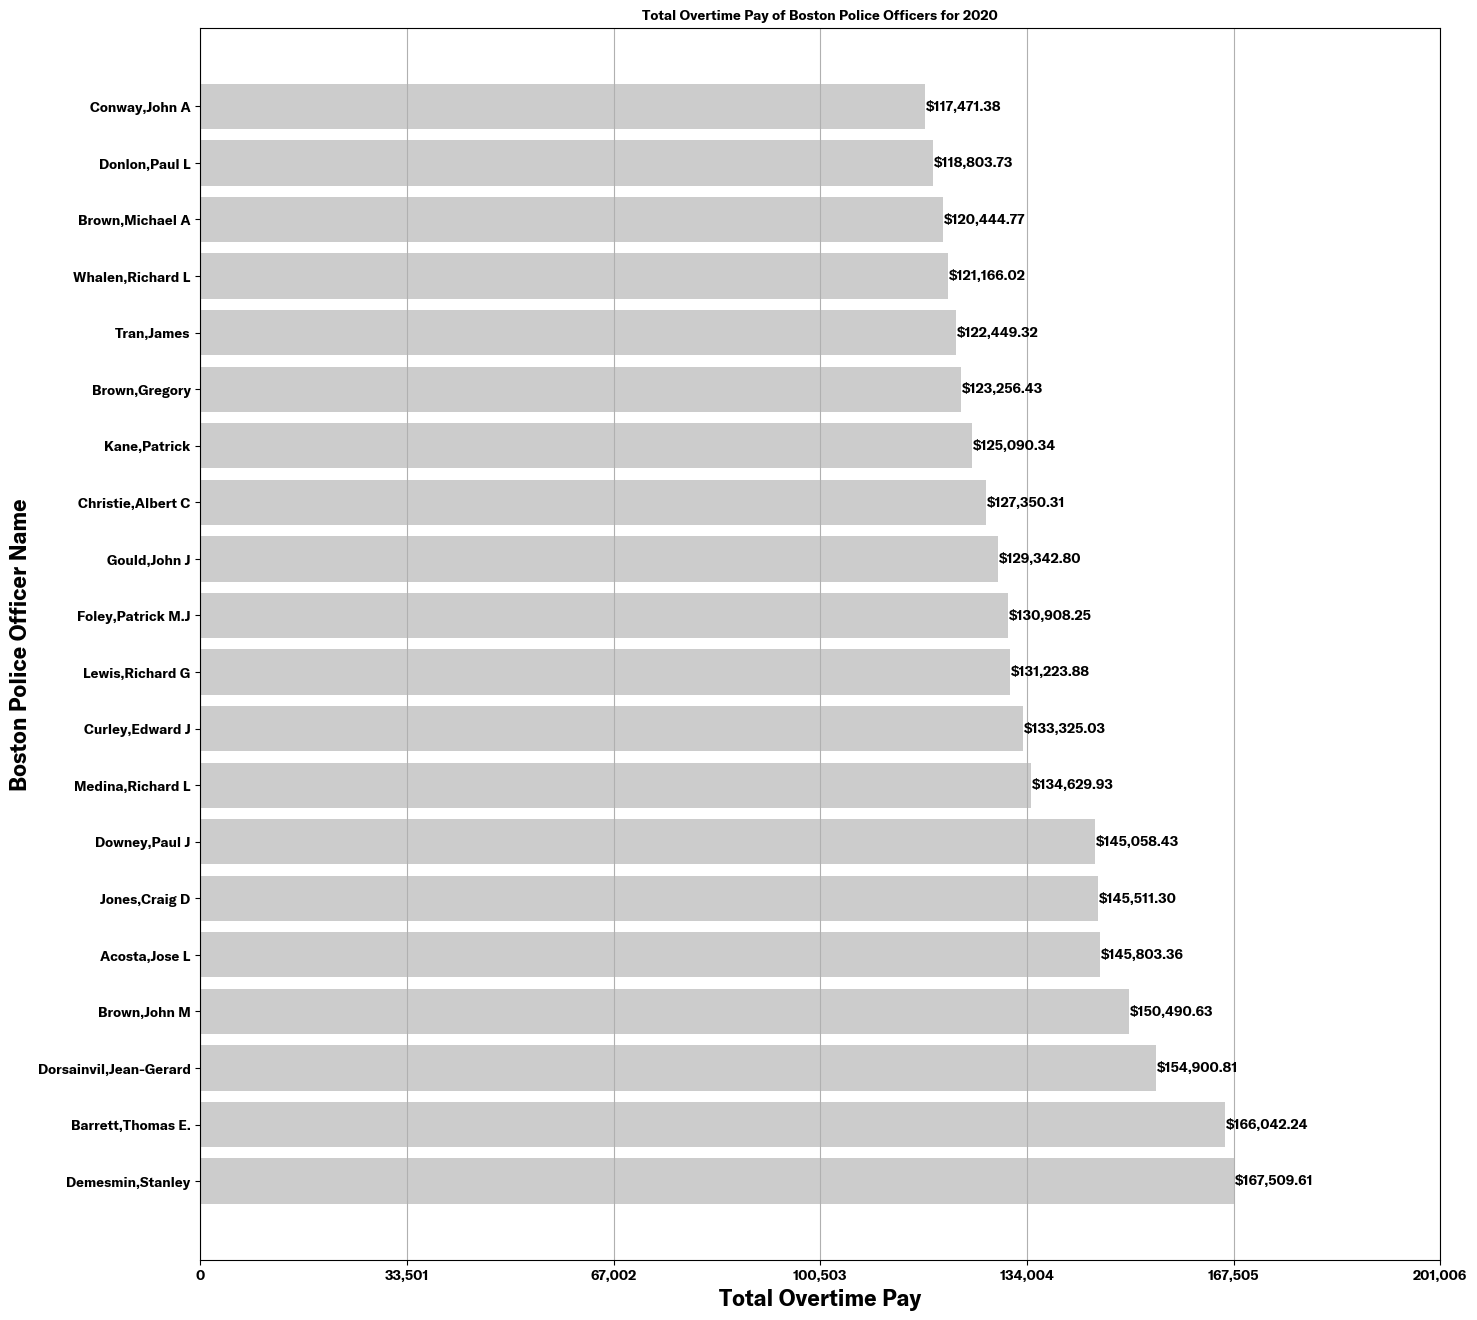 Total Overtime Pay of Boston Police Officers for 2020
Boston Police Officer Name
Conway,John A $117,471.38
Donlon,Paul L $118,803.73
Brown,Michael A $120,444.77
Whalen,Richard L $121,166.02
Tran,James $122,449.32
Brown,Gregory $123,256.43
Kane,Patrick $125,090.34
Christie,Albert C $127,350.31
Gould,John J $129,342.80
Foley,Patrick M.J $130,908.25
Lewis,Richard G $131,223.88
Curley,Edward J $133,325.03
Medina,Richard L $134,629.93
Downey,Paul J $145,058.43
Jones,Craig D $145,511.30
Acosta,Jose L $145,803.36
Brown,John M $150,490.63
Dorsainvil,Jean-Gerard $154,900.81
Barrett,Thomas E. $166,042.24
Demesmin,Stanley $167,509.61
0 33,501 67,002 100,503 134,004 167,505 201,006
Total Overtime Pay